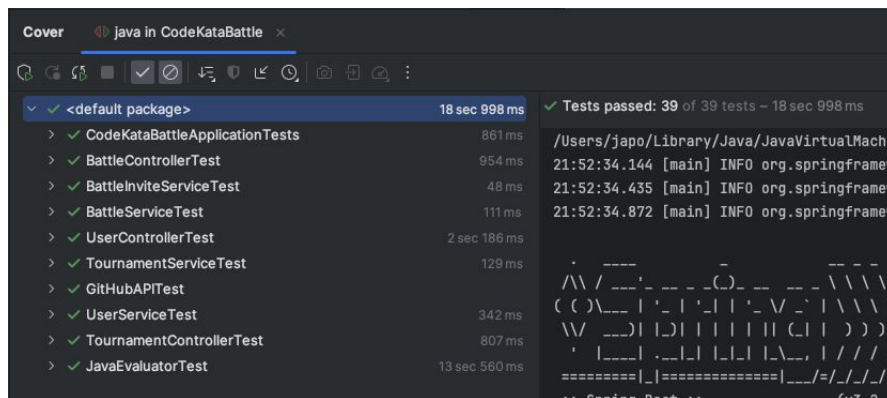 Cover java in CodeKataBattle ×
<default package> 18 sec 998 ms
CodeKataBattleApplicationTests 861 ms
BattleControllerTest 954 ms
BattleInviteServiceTest 48 ms
BattleServiceTest 111 ms
UserControllerTest 2 sec 186 ms
TournamentServiceTest 129 ms
GitHubAPITest
UserServiceTest 342 ms
TournamentControllerTest 807 ms
JavaEvaluatorTest 13 sec 560 ms
Tests passed: 39 of 39 tests – 18 sec 998 ms
/Users/japo/Library/Java/JavaVirtualMach
21:52:34.144 [main] INFO org.springframe
21:52:34.435 [main] INFO org.springframe
21:52:34.872 [main] INFO org.springframe